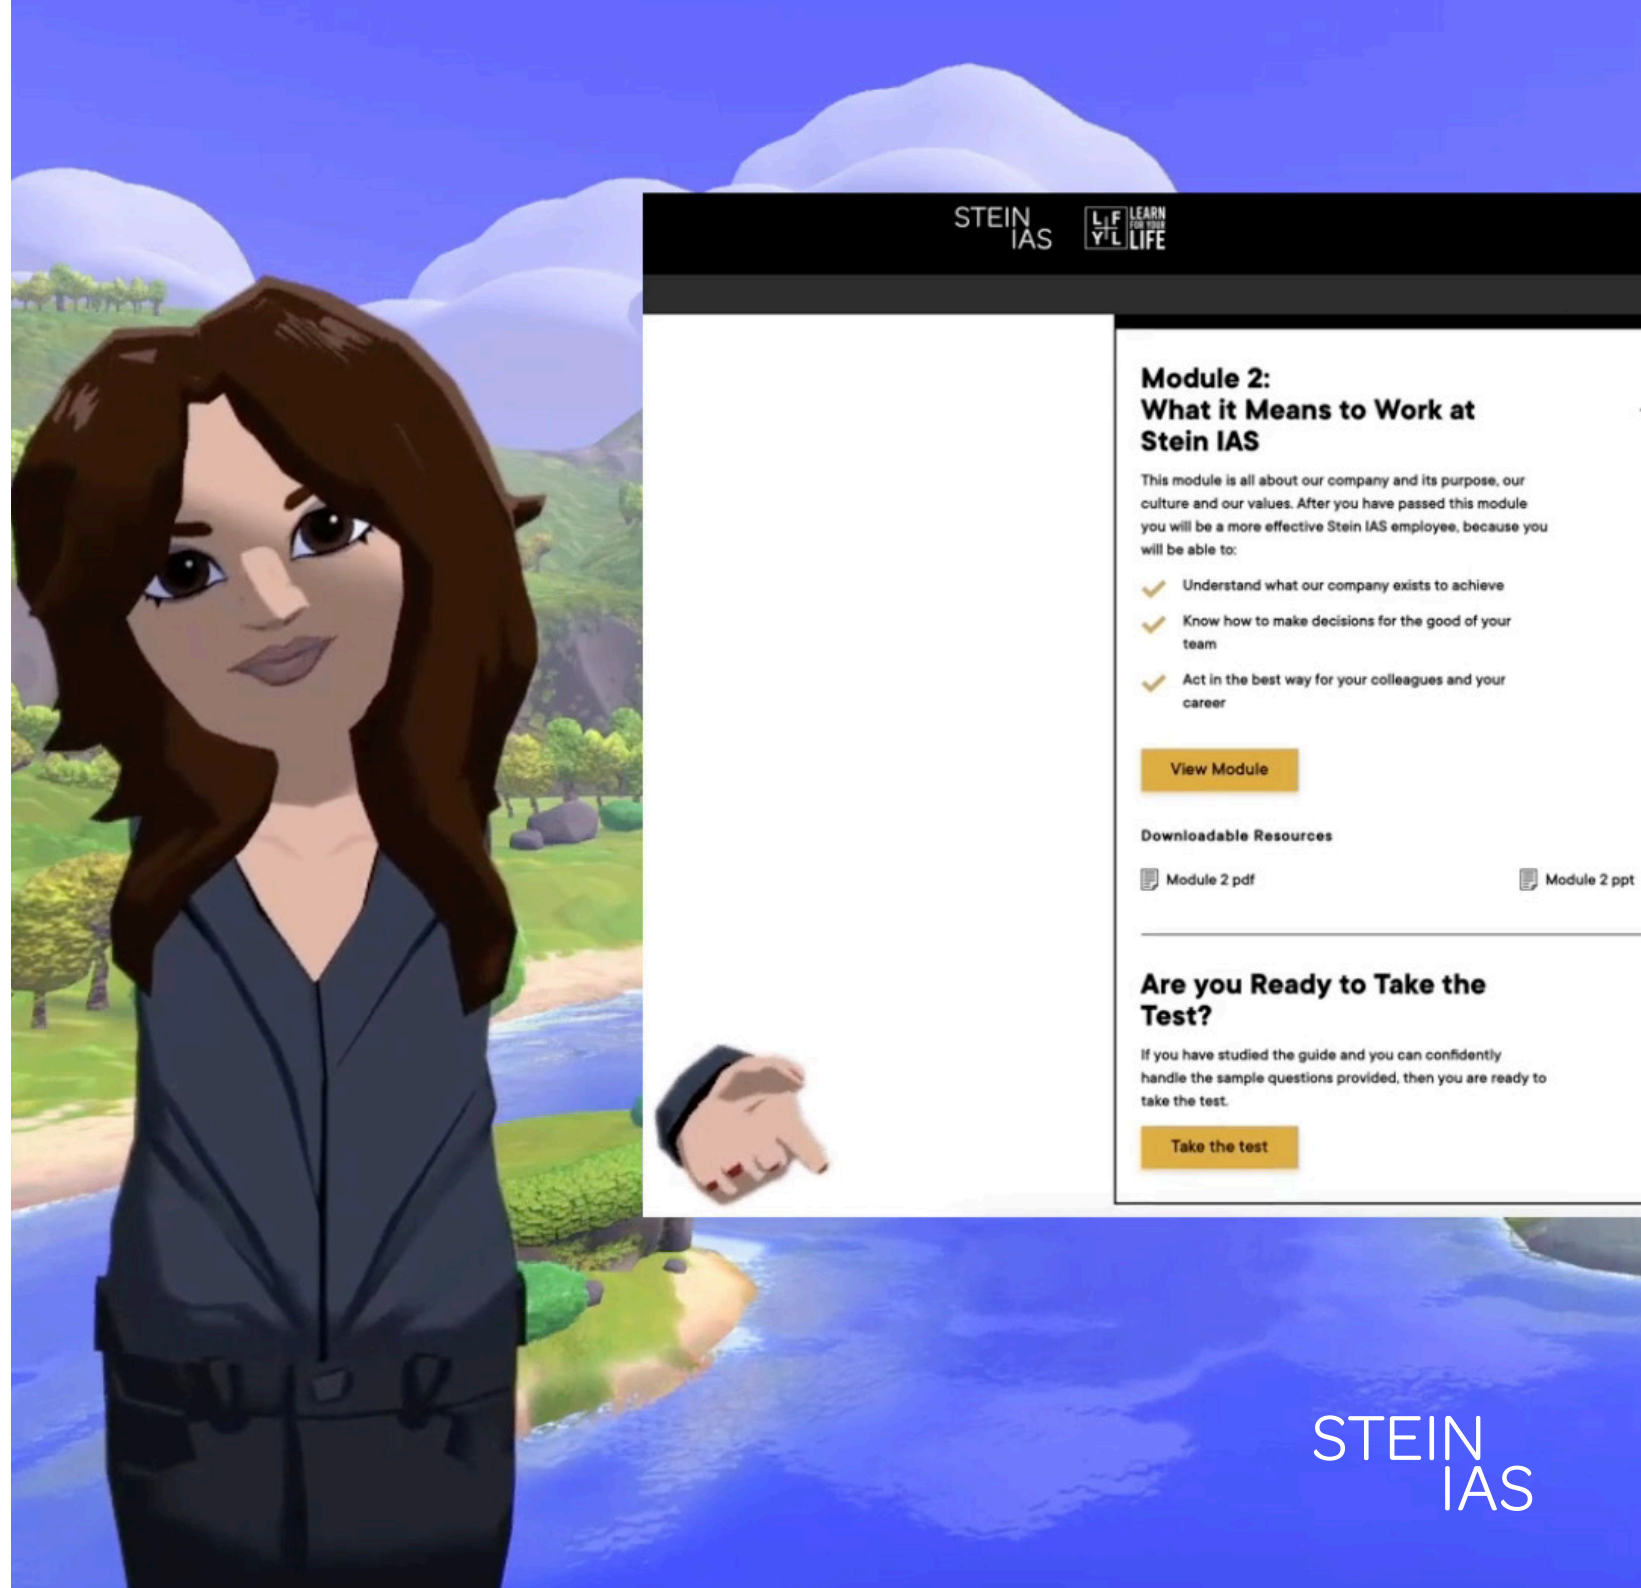 STEIN
IAS
L F
Y L
LEARN
FOR YOUR
LIFE
Module 2:
What it Means to Work at
Stein IAS
This module is all about our company and its purpose, our
culture and our values. After you have passed this module
you will be a more effective Stein IAS employee, because you
will be able to:
Understand what our company exists to achieve
Know how to make decisions for the good of your
team
Act in the best way for your colleagues and your
career
View Module
Downloadable Resources
Module 2 pdf
Module 2 ppt
Are you Ready to Take the
Test?
If you have studied the guide and you can confidently
handle the sample questions provided, then you are ready to
take the test.
Take the test
STEIN
IAS